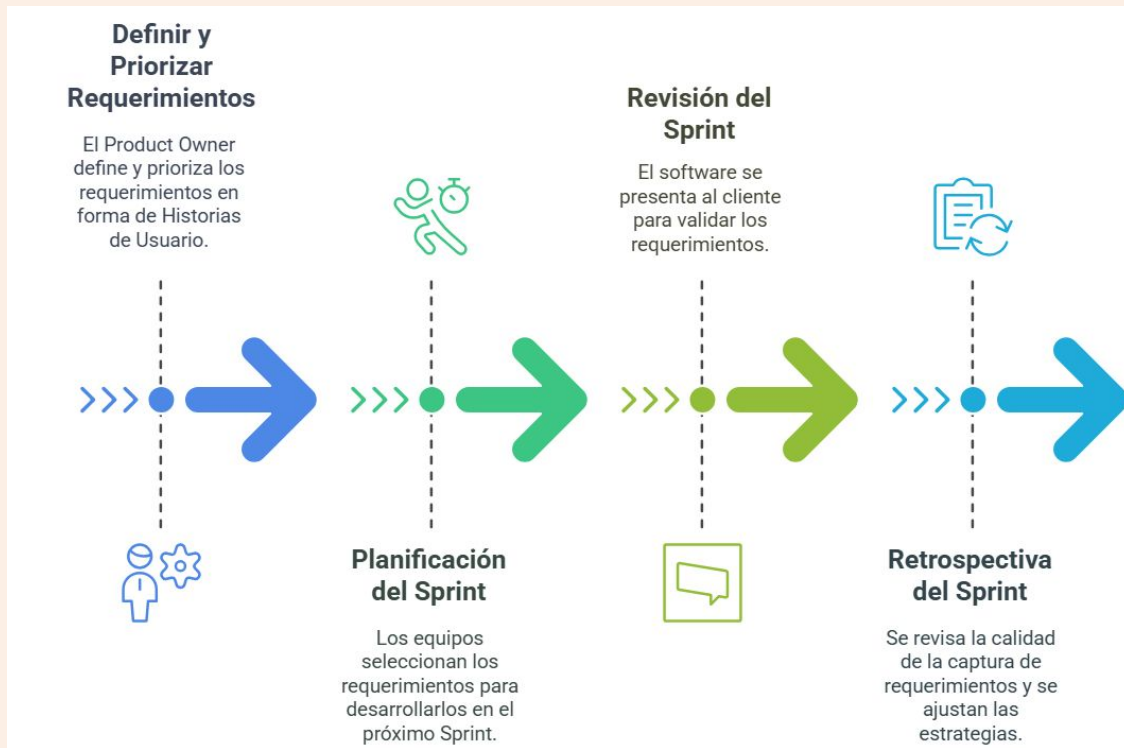 Definir y
Priorizar
Requerimientos
El Product Owner
define y prioriza los
requerimientos en
forma de Historias
de Usuario.
Planificación
del Sprint
Los equipos
seleccionan los
requerimientos para
desarrollarlos en el
próximo Sprint.
Revisión del
Sprint
El software se
presenta al cliente
para validar los
requerimientos.
Retrospectiva
del Sprint
Se revisa la calidad
de la captura de
requerimientos y se
ajustan las
estrategias.